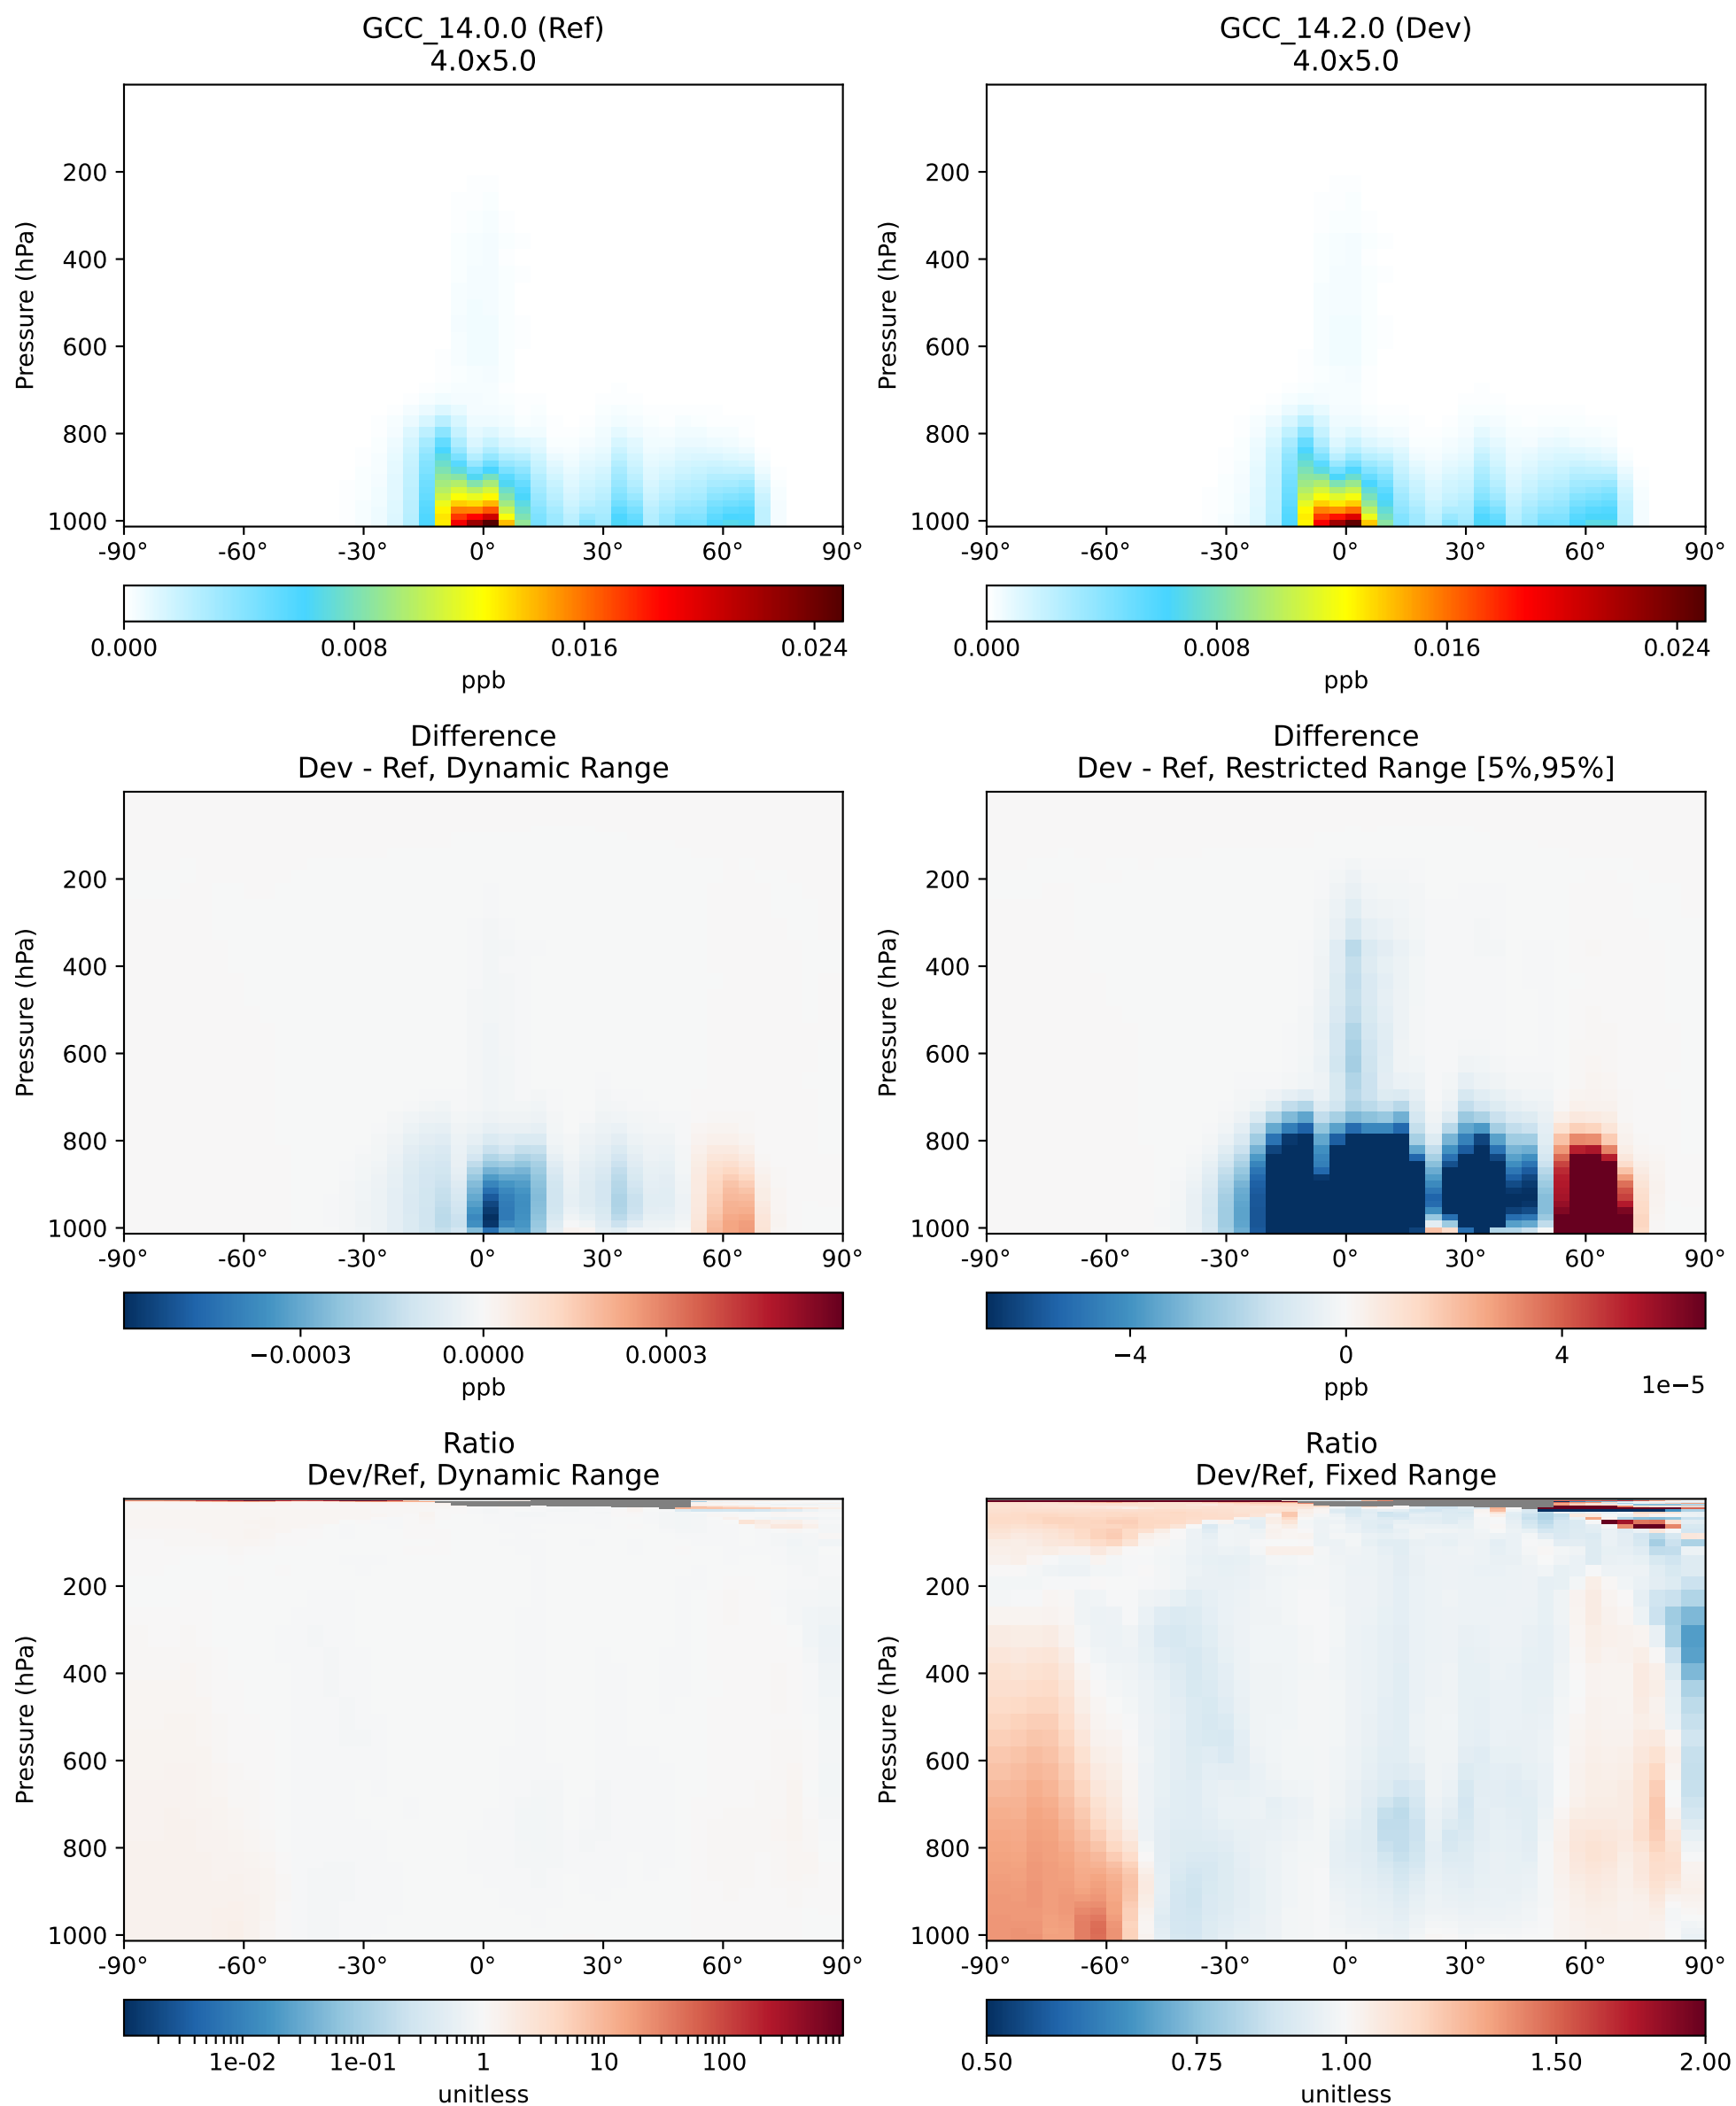 GCC_14.0.0 (Ref)
4.0x5.0
Pressure (hPa)
200
400
600
800
1000
-90° -60° -30° 0° 30° 60° 90°
0.000 0.008 0.016 0.024
ppb
GCC_14.2.0 (Dev)
4.0x5.0
Pressure (hPa)
200
400
600
800
1000
-90° -60° -30° 0° 30° 60° 90°
0.000 0.008 0.016 0.024
ppb
Difference
Dev - Ref, Dynamic Range
Pressure (hPa)
200
400
600
800
1000
-90° -60° -30° 0° 30° 60° 90°
−0.0003 0.0000 0.0003
ppb
Difference
Dev - Ref, Restricted Range [5%,95%]
Pressure (hPa)
200
400
600
800
1000
-90° -60° -30° 0° 30° 60° 90°
−4 0 4
1e−5
ppb
Ratio
Dev/Ref, Dynamic Range
Pressure (hPa)
200
400
600
800
1000
-90° -60° -30° 0° 30° 60° 90°
1e-02 1e-01 1 10 100
unitless
Ratio
Dev/Ref, Fixed Range
Pressure (hPa)
200
400
600
800
1000
-90° -60° -30° 0° 30° 60° 90°
0.50 0.75 1.00 1.50 2.00
unitless